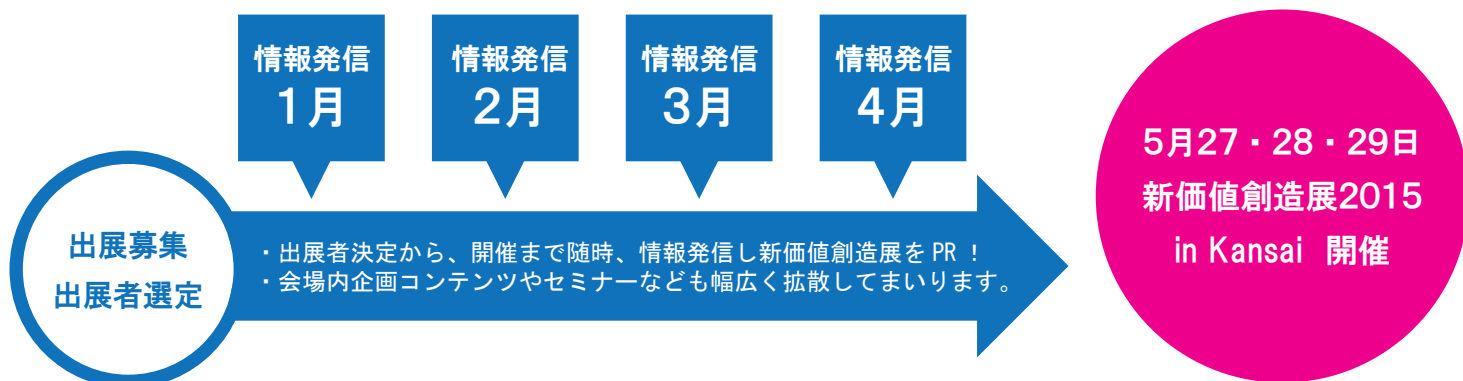 情報発信
1月
情報発信
2月
情報発信
3月
情報発信
4月
出展募集
出展者選定
・出展者決定から、開催まで随時、情報発信し新価値創造展を PR ！
・会場内企画コンテンツやセミナーなども幅広く拡散してまいります。
5月27・28・29日
新価値創造展2015
in Kansai 開催